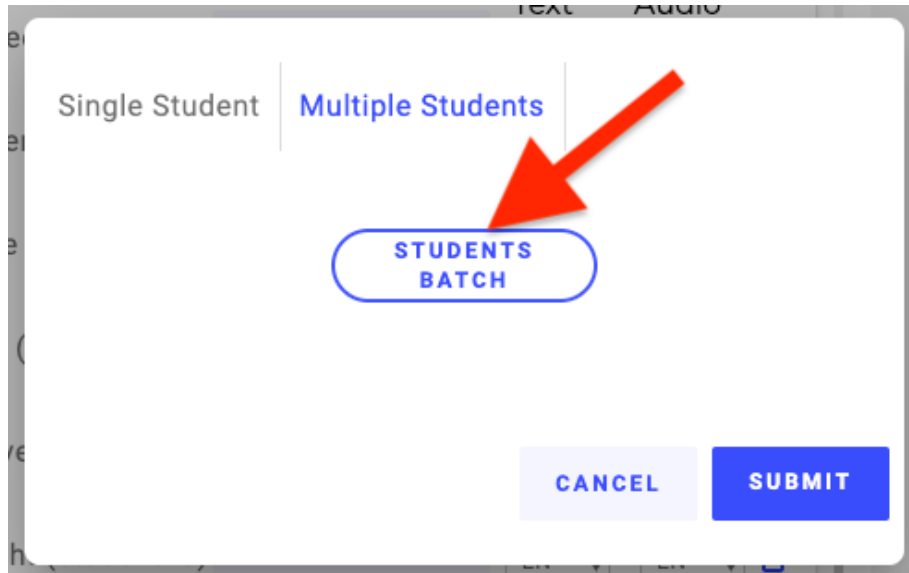 Text Audio
Single Student
Multiple Students
STUDENTS
BATCH
CANCEL
SUBMIT